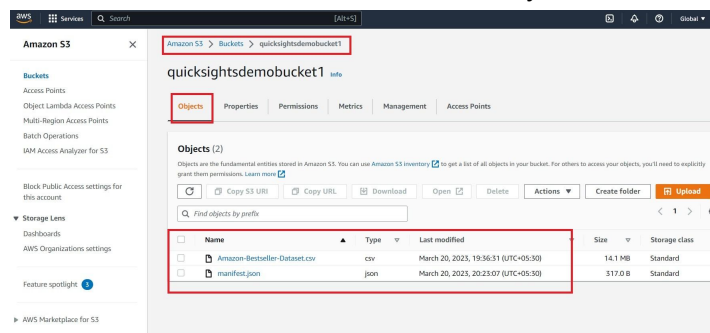 aws Services Search [Alt+S] Global
Amazon S3
Amazon S3 > Buckets > quicksightsdemobucket1
quicksightsdemobucket1 Info
Buckets
Access Points
Object Lambda Access Points
Multi-Region Access Points
Batch Operations
IAM Access Analyzer for S3
Block Public Access settings for
this account
Storage Lens
Dashboards
AWS Organizations settings
Feature spotlight 3
AWS Marketplace for S3
Objects Properties Permissions Metrics Management Access Points
Objects (2)
Objects are the fundamental entities stored in Amazon S3. You can use Amazon S3 inventory to get a list of all objects in your bucket. For others to access your objects, you'll need to explicitly
grant them permissions. Learn more
Copy S3 URI Copy URL Download Open Delete Actions Create folder Upload
Find objects by prefix
< 1 >
Name Type Last modified Size Storage class
Amazon-Bestseller-Dataset.csv csv March 20, 2023, 19:36:31 (UTC+05:30) 14.1 MB Standard
manifest.json json March 20, 2023, 20:23:07 (UTC+05:30) 317.0 B Standard